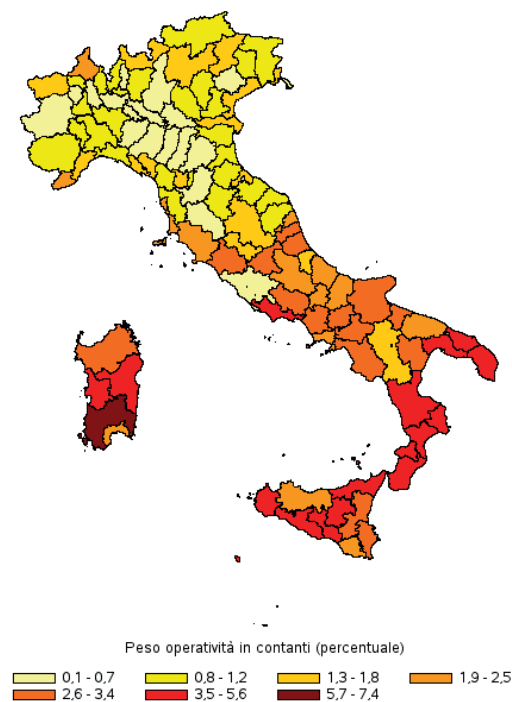 Peso operatività in contanti (percentuale)
0,1 - 0,7 0,8 - 1,2 1,3 - 1,8 1,9 - 2,5
2,6 - 3,4 3,5 - 5,6 5,7 - 7,4